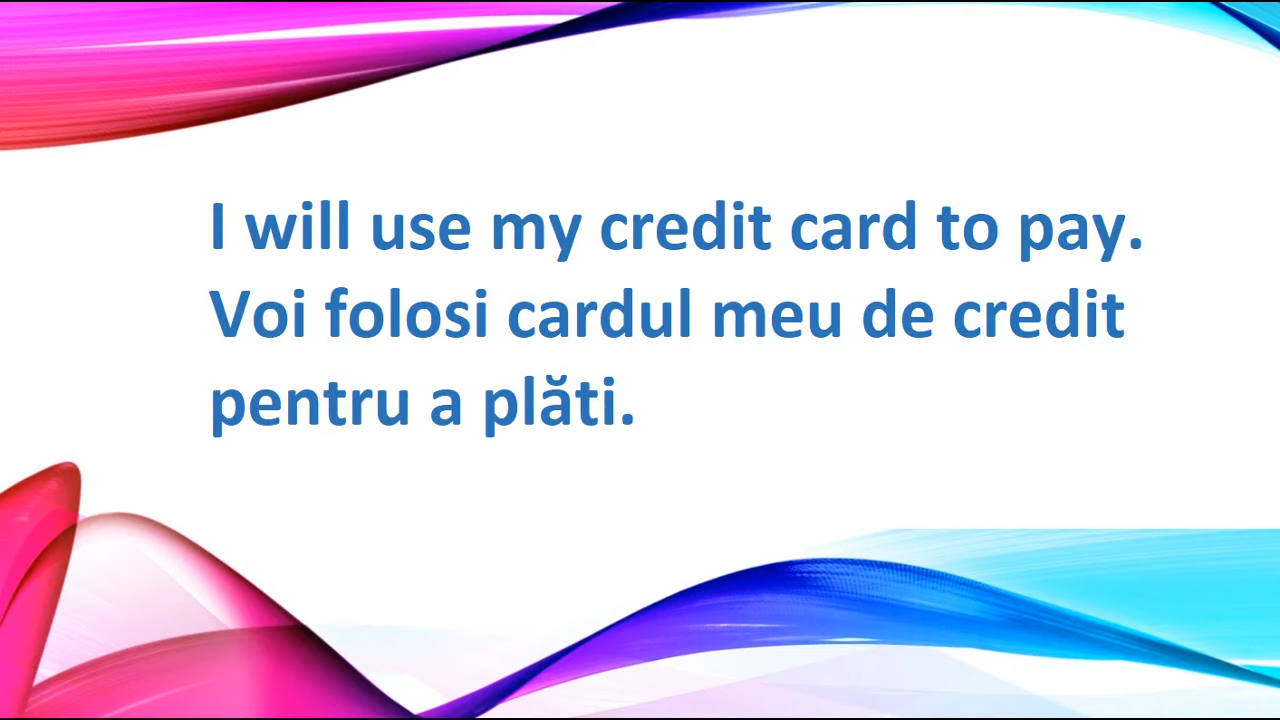 I will use my credit card to pay.
Voi folosi cardul meu de credit
pentru a plăti.